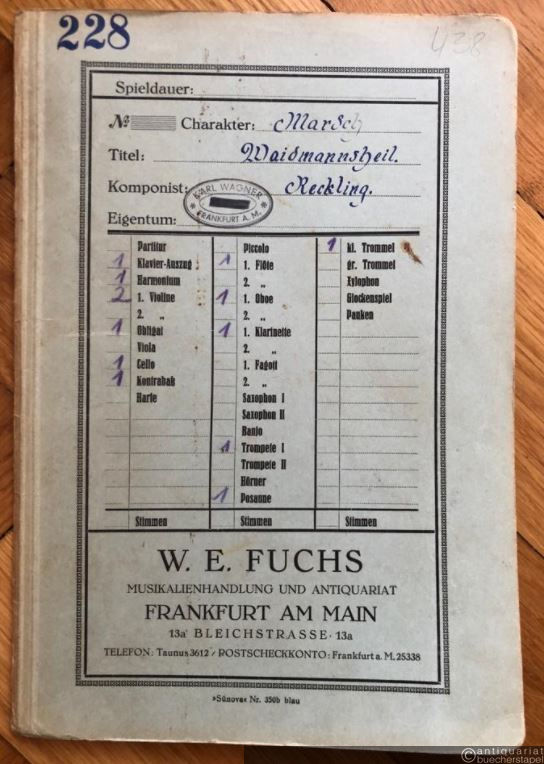 228
438
Spieldauer:
№ Charakter: Marsch
Titel: Waidmannsheil.
Komponist: Reckling.
KARL WAGNER
* FRANKFURT A. M. *
Eigentum:
Partitur
1 Klavier-Auszug
1 Harmonium
2 1. Violine
2. „
1 Obligat
Viola
1 Cello
1 Kontrabaß
Harfe
Stimmen
Piccolo
1 1. Flöte
2. „
1 1. Oboe
2. „
1 1. Klarinette
2. „
1. Fagott
2. „
Saxophon I
Saxophon II
Banjo
1 Trompete I
Trompete II
Hörner
1 Posaune
Stimmen
1 kl. Trommel
gr. Trommel
Xylophon
Glockenspiel
Pauken
Stimmen
W. E. FUCHS
MUSIKALIENHANDLUNG UND ANTIQUARIAT
FRANKFURT AM MAIN
13a BLEICHSTRASSE 13a
TELEFON: Taunus 3612 / POSTSCHECKKONTO: Frankfurt a. M. 25338
»Sünova« Nr. 350b blau
antiquariat
buecherstapel